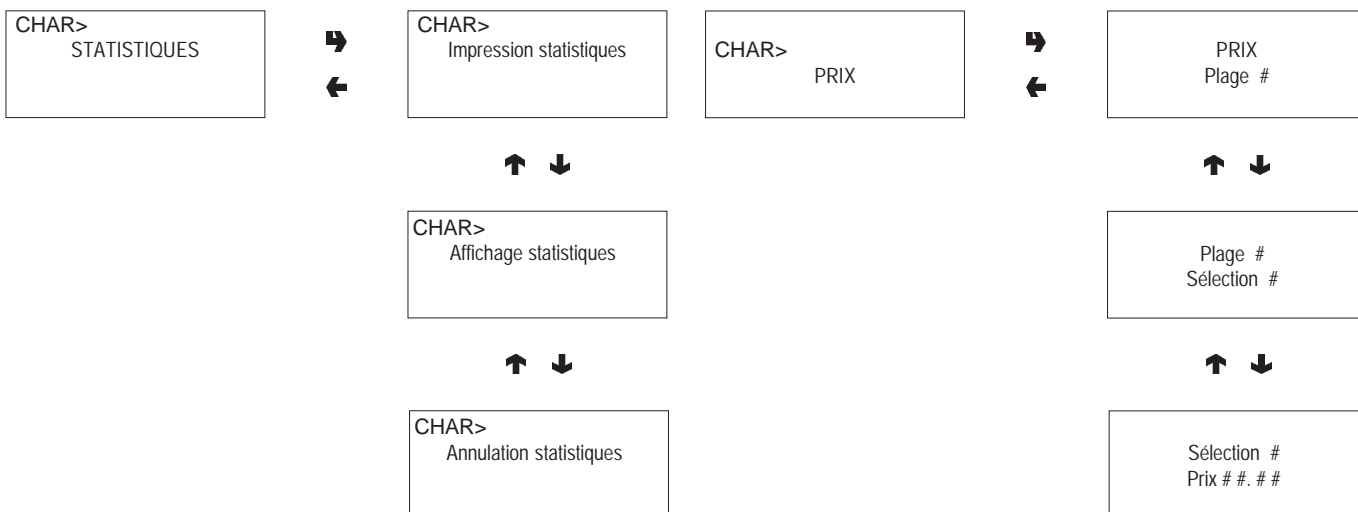 CHAR>
STATISTIQUES
CHAR>
Impression statistiques
CHAR>
Affichage statistiques
CHAR>
Annulation statistiques
CHAR>
PRIX
PRIX
Plage #
Plage #
Sélection #
Sélection #
Prix # #. # #